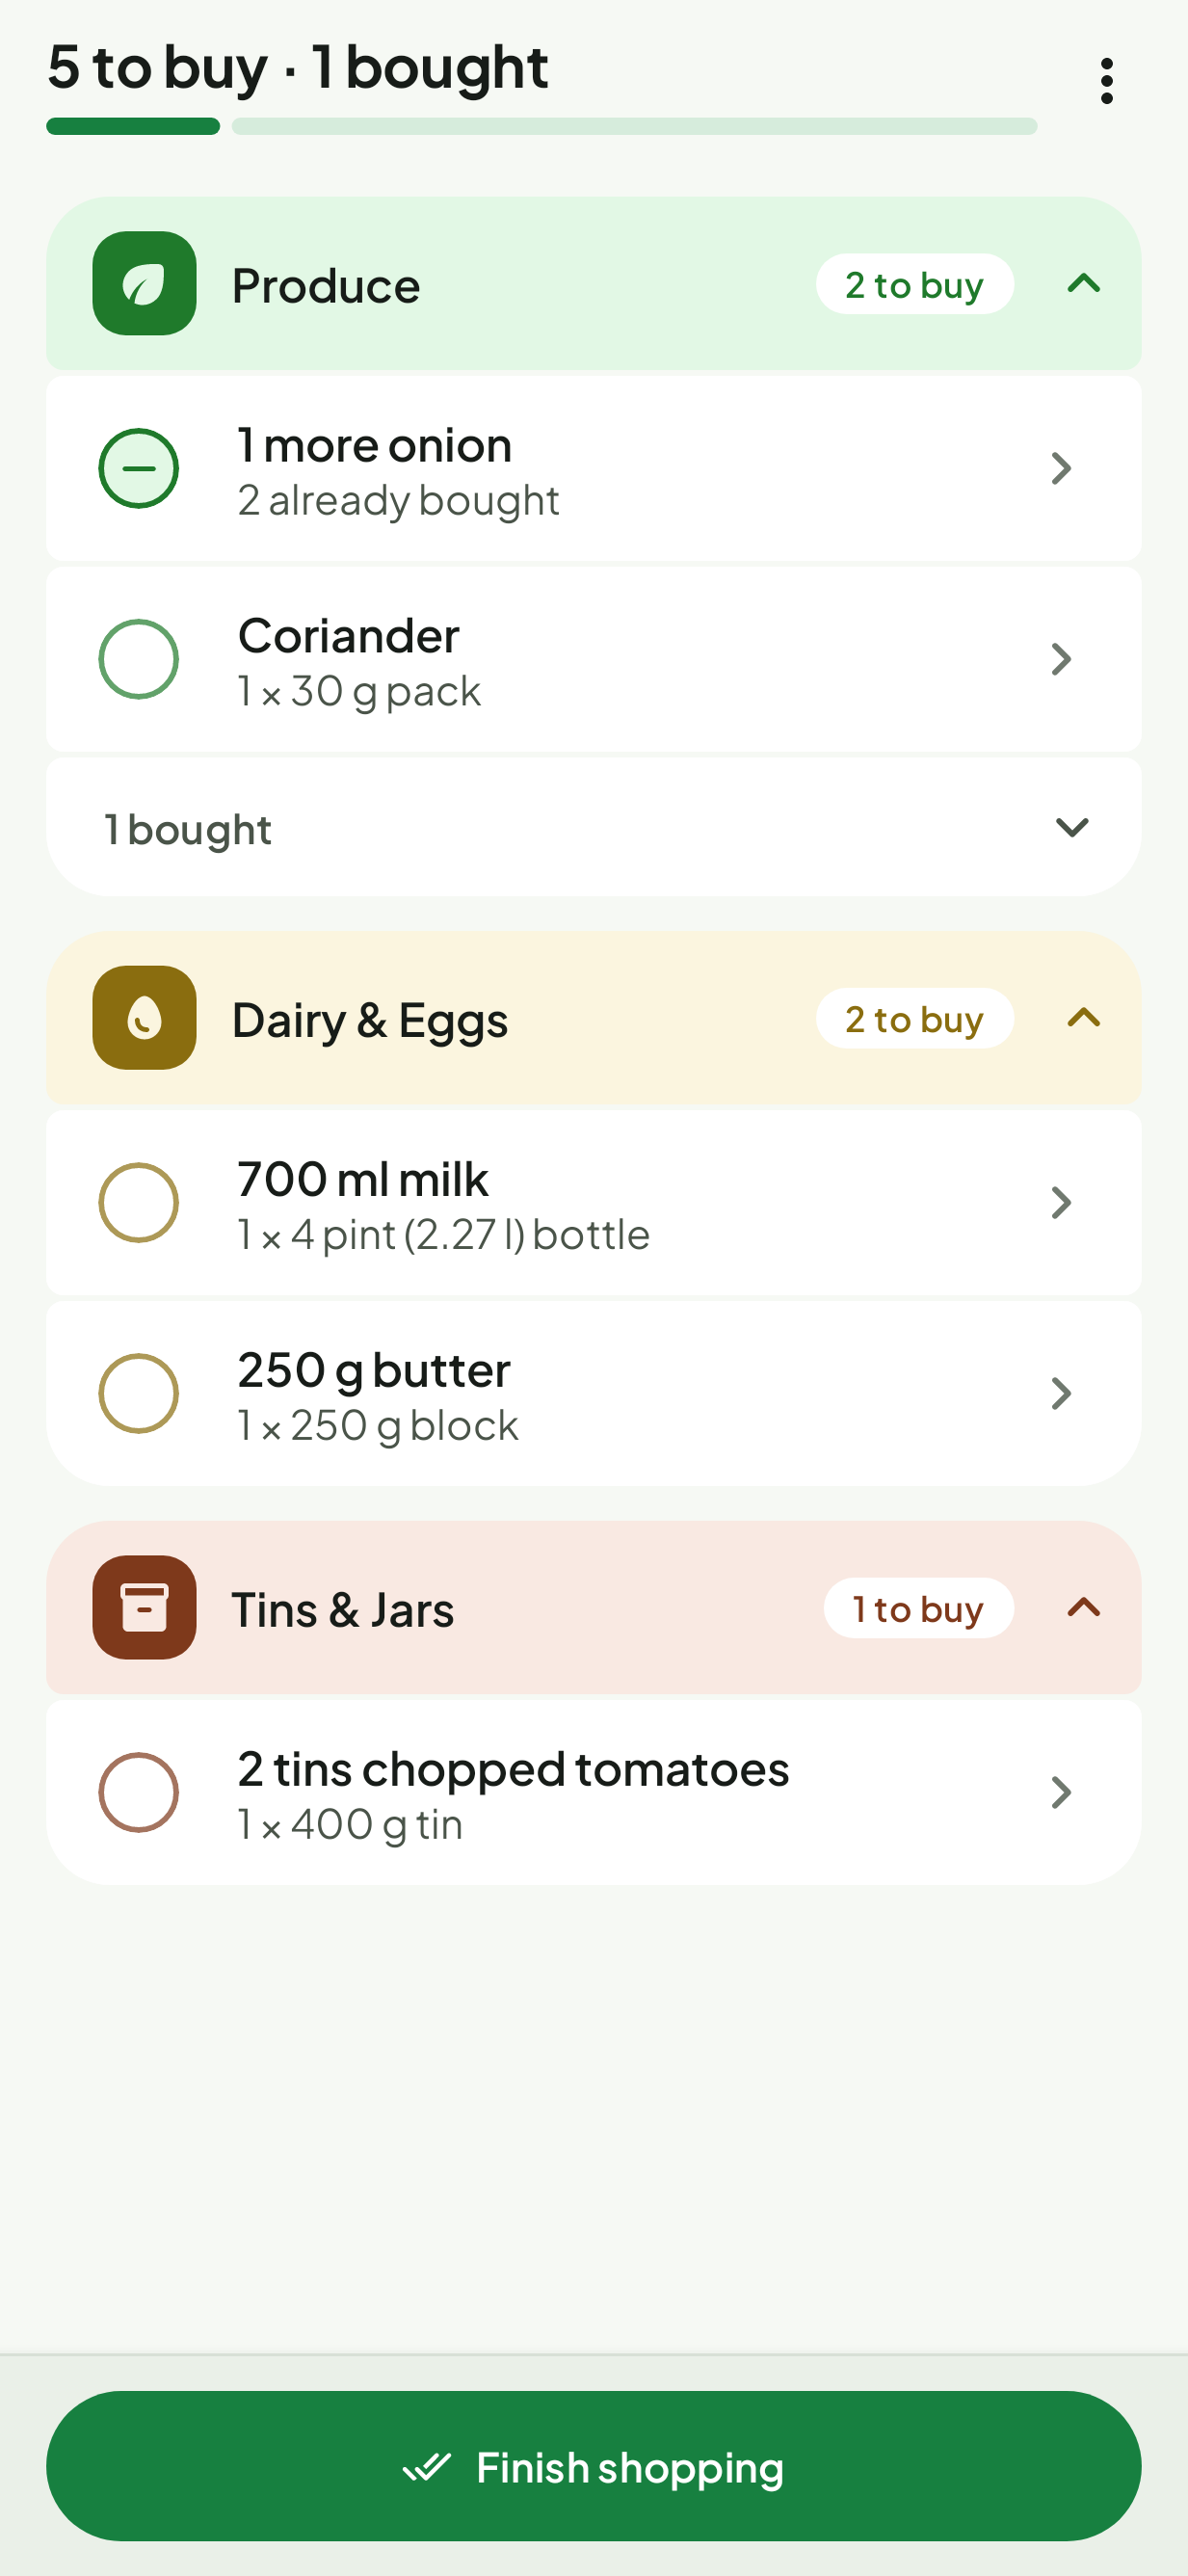 5 to buy · 1 bought
Produce
2 to buy
1 more onion
2 already bought
Coriander
1 × 30 g pack
1 bought
Dairy & Eggs
2 to buy
700 ml milk
1 × 4 pint (2.27 l) bottle
250 g butter
1 × 250 g block
Tins & Jars
1 to buy
2 tins chopped tomatoes
1 × 400 g tin
Finish shopping